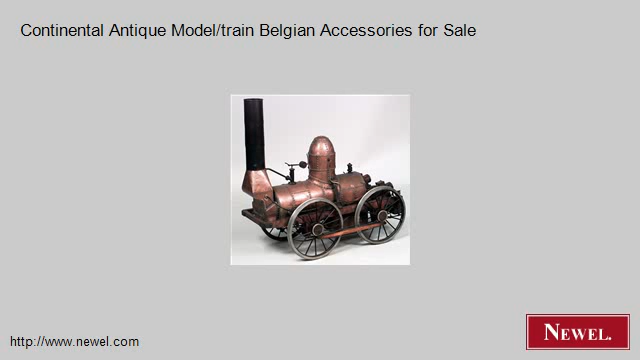 Continental Antique Model/train Belgian Accessories for Sale
http://www.newel.com
NEWEL.